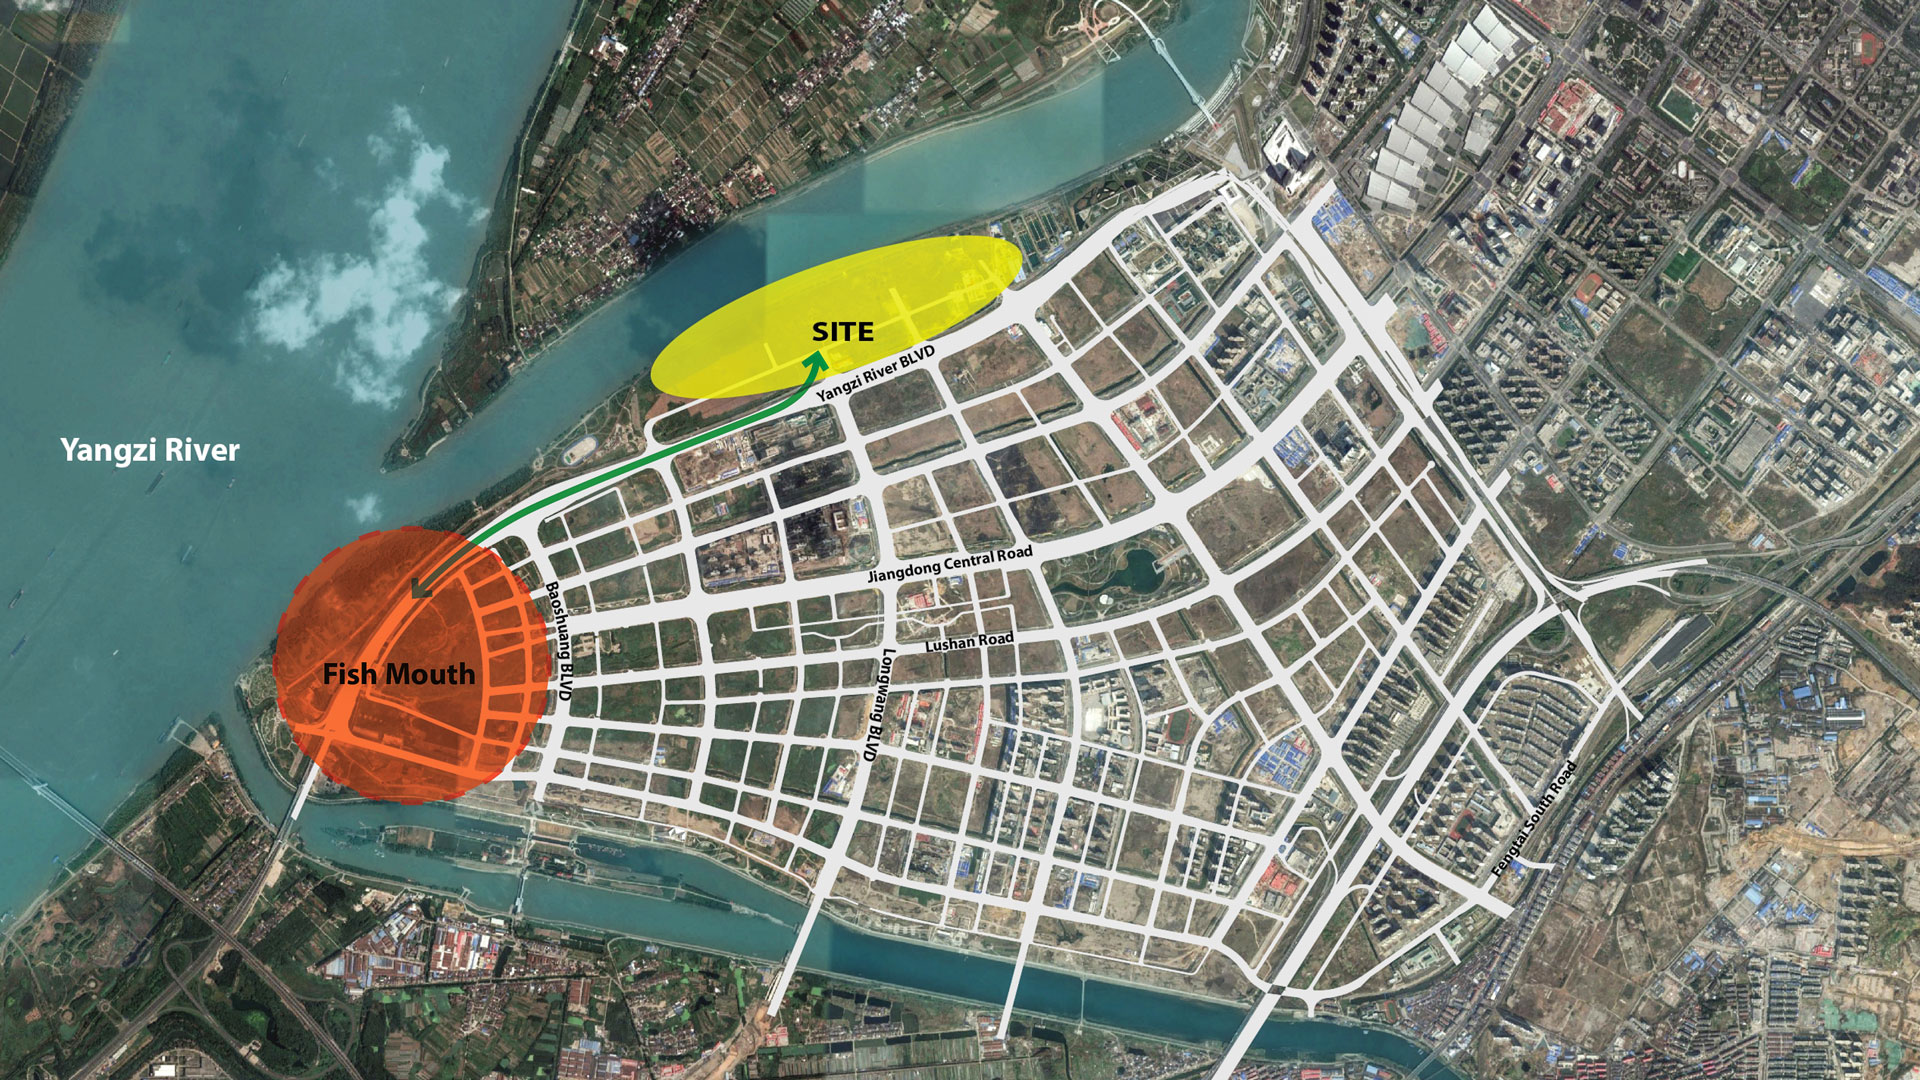 SITE
Yangzi River BLVD
Yangzi River
Jiangdong Central Road
Baoshuang BLVD
Lushan Road
Fish Mouth
Longwang BLVD
Fengtai South Road